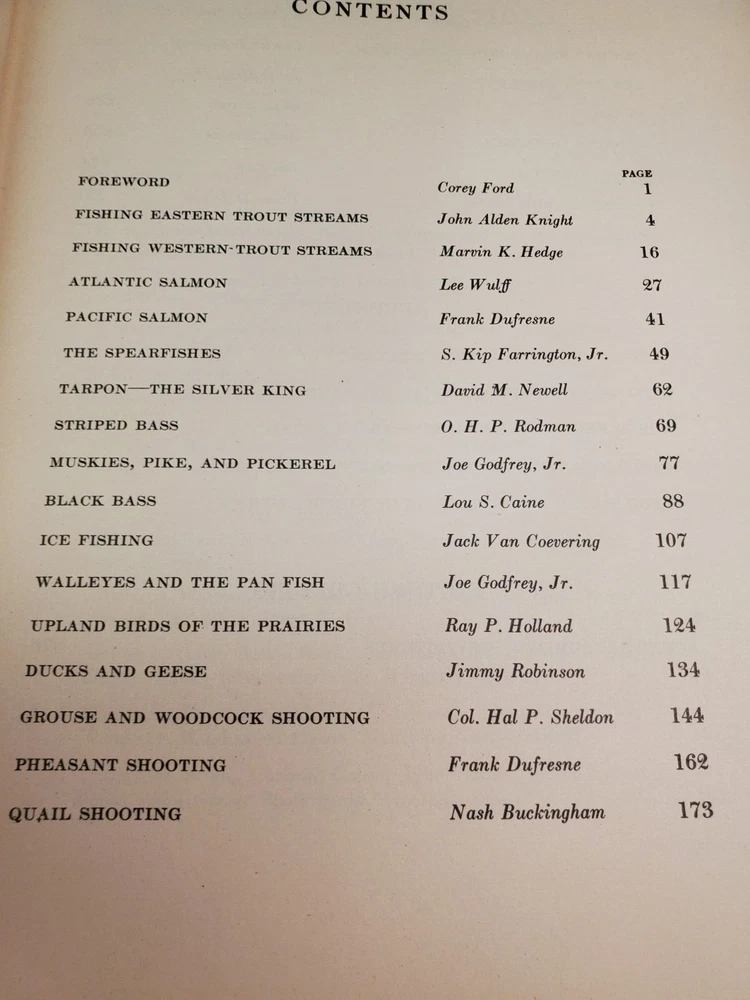 CONTENTS
PAGE
FOREWORD Corey Ford 1
FISHING EASTERN TROUT STREAMS John Alden Knight 4
FISHING WESTERN-TROUT STREAMS Marvin K. Hedge 16
ATLANTIC SALMON Lee Wulff 27
PACIFIC SALMON Frank Dufresne 41
THE SPEARFISHES S. Kip Farrington, Jr. 49
TARPON—THE SILVER KING David M. Newell 62
STRIPED BASS O. H. P. Rodman 69
MUSKIES, PIKE, AND PICKEREL Joe Godfrey, Jr. 77
BLACK BASS Lou S. Caine 88
ICE FISHING Jack Van Coevering 107
WALLEYES AND THE PAN FISH Joe Godfrey, Jr. 117
UPLAND BIRDS OF THE PRAIRIES Ray P. Holland 124
DUCKS AND GEESE Jimmy Robinson 134
GROUSE AND WOODCOCK SHOOTING Col. Hal P. Sheldon 144
PHEASANT SHOOTING Frank Dufresne 162
QUAIL SHOOTING Nash Buckingham 173